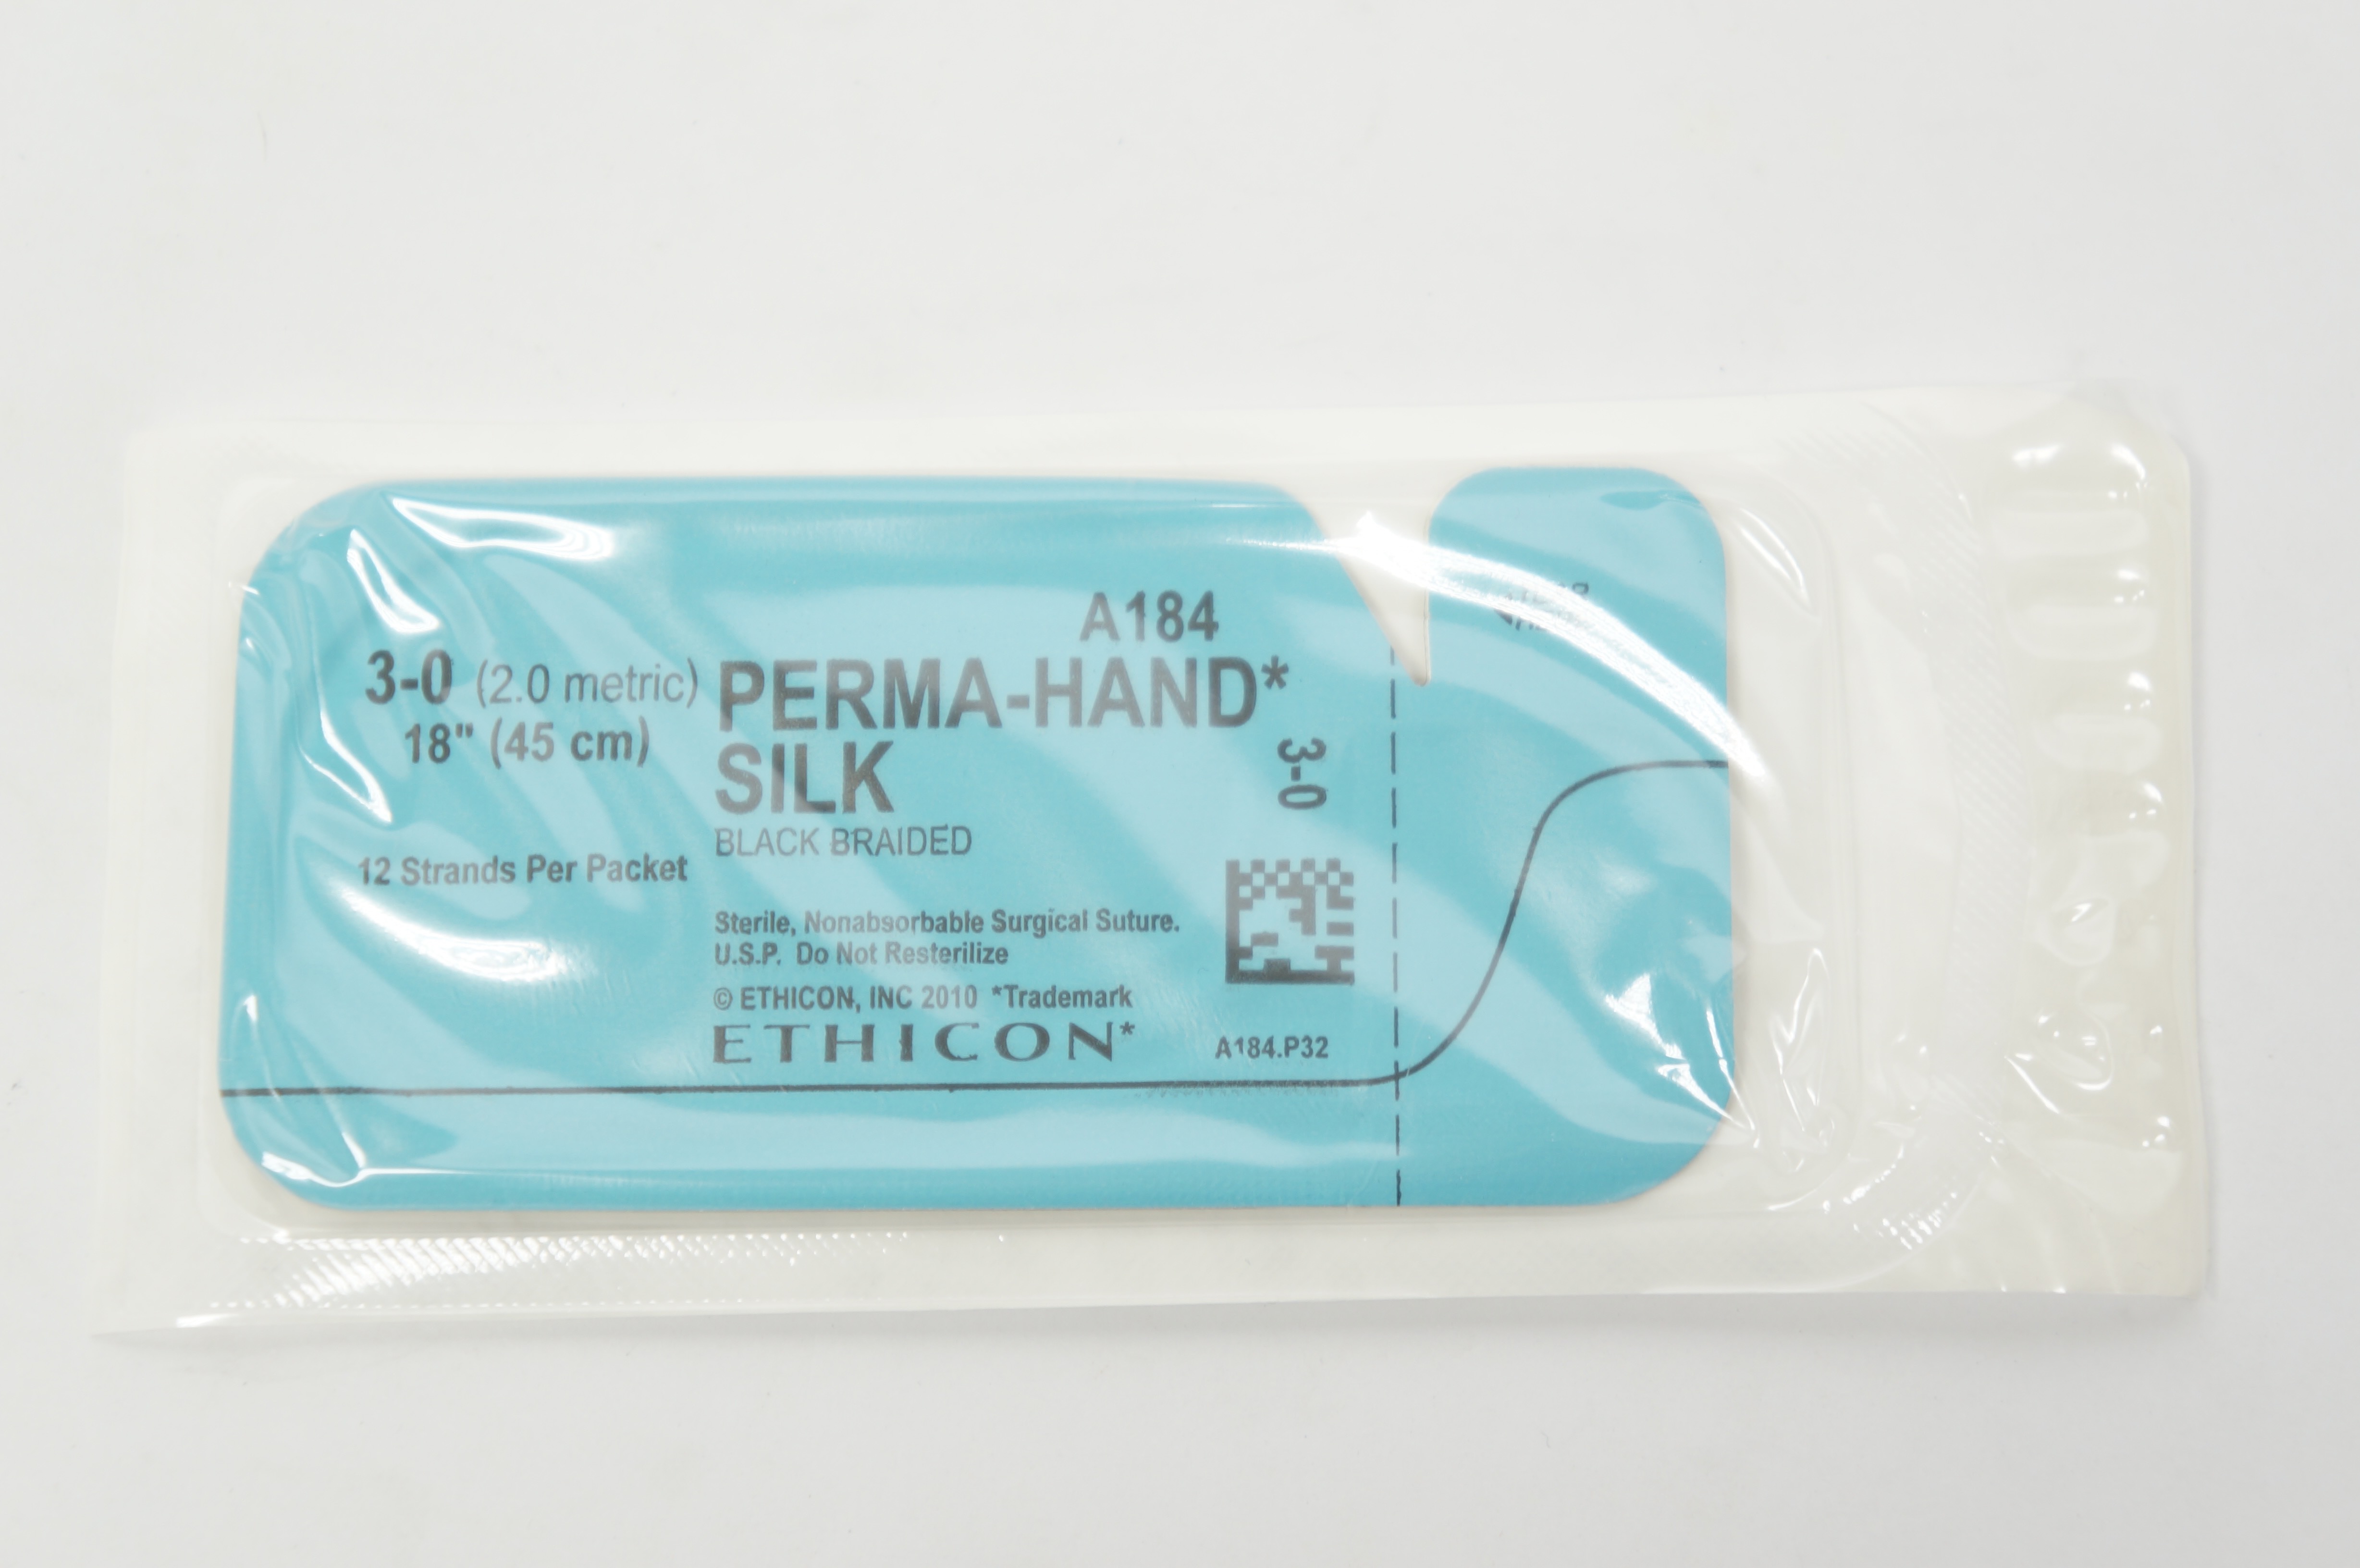 A184
3-0 (2.0 metric)
18" (45 cm)
12 Strands Per Packet
PERMA-HAND*
SILK
BLACK BRAIDED
3-0
Sterile, Nonabsorbable Surgical Suture.
U.S.P. Do Not Resterilize
© ETHICON, INC 2010 *Trademark
ETHICON*
A184.P32